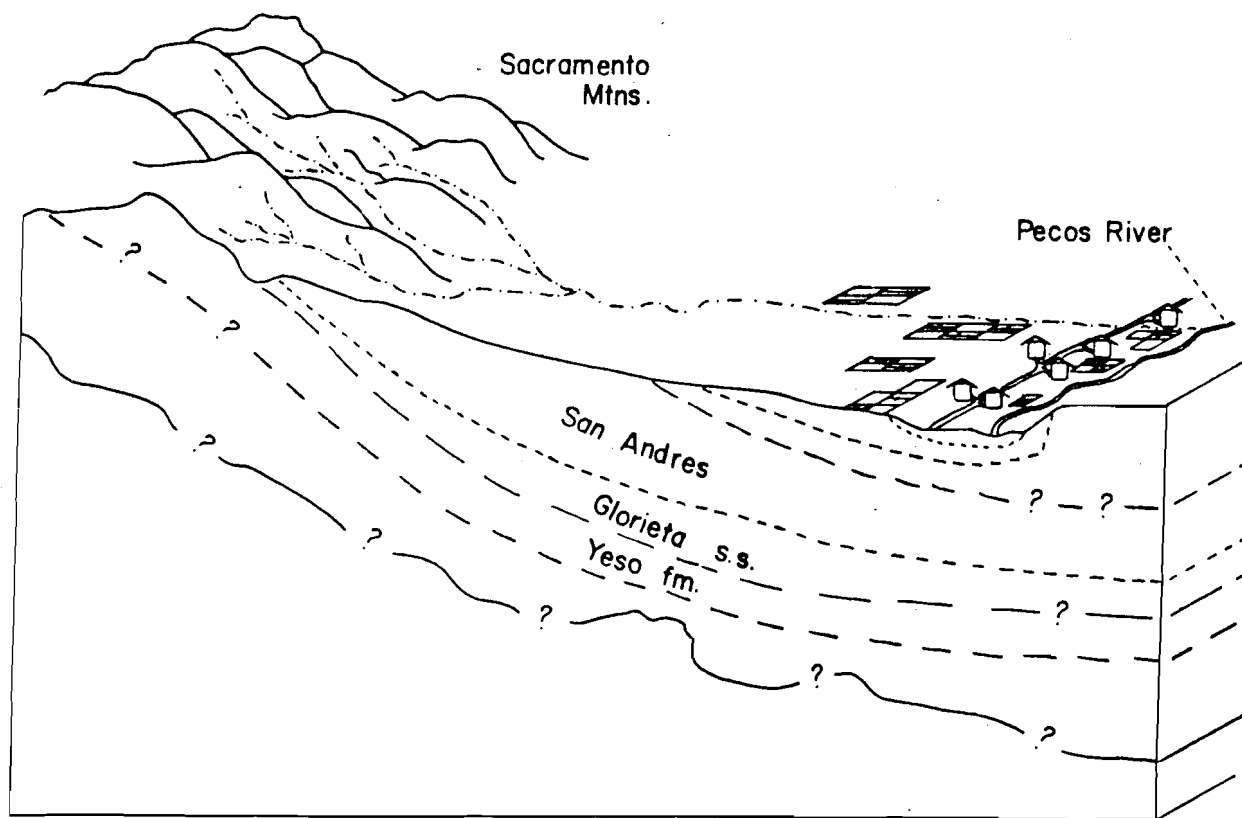 Sacramento
Mtns.
Pecos River
?
?
San Andres
?
? ?
Glorieta s.s.
?
Yeso fm.
?
?
?
?